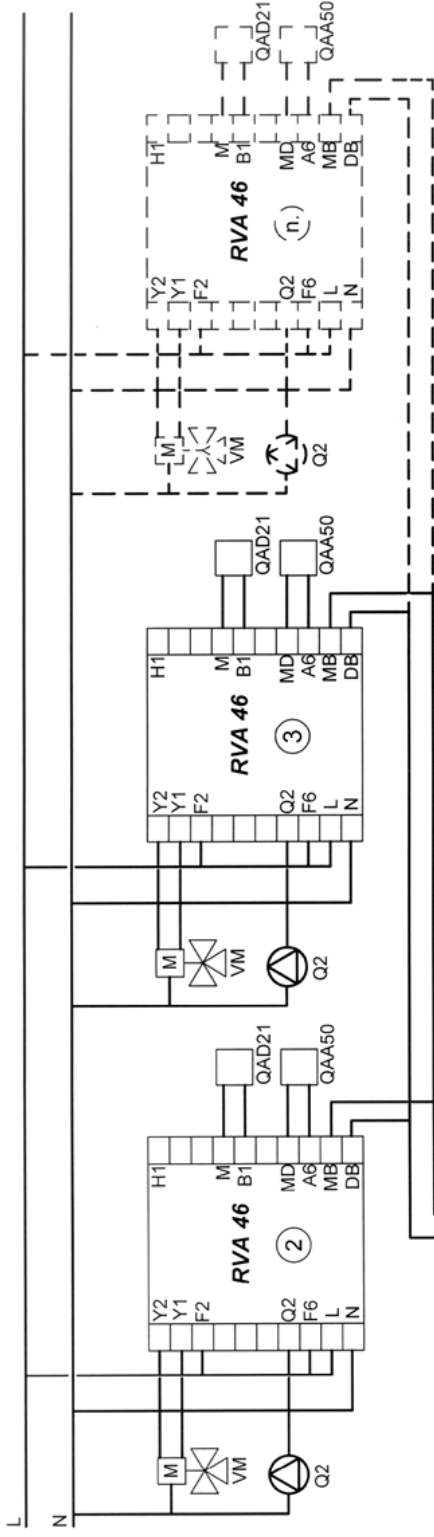 L
N
M
VM
Q2
Y2
Y1
F2
Q2
F6
L
N
RVA 46
2
H1
M
B1
MD
A6
MB
DB
QAD21
QAA50
M
VM
Q2
Y2
Y1
F2
Q2
F6
L
N
RVA 46
3
H1
M
B1
MD
A6
MB
DB
QAD21
QAA50
M
VM
Q2
Y2
Y1
F2
Q2
F6
L
N
RVA 46
(n.)
H1
M
B1
MD
A6
MB
DB
QAD21
QAA50